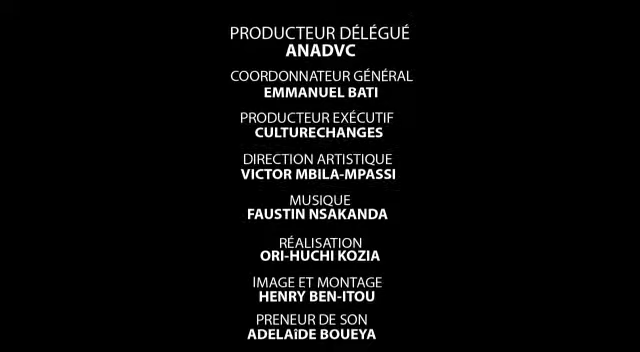 PRODUCTEUR DÉLÉGUÉ
ANADVC
COORDONNATEUR GÉNÉRAL
EMMANUEL BATI
PRODUCTEUR EXÉCUTIF
CULTURECHANGES
DIRECTION ARTISTIQUE
VICTOR MBILA-MPASSI
MUSIQUE
FAUSTIN NSAKANDA
RÉALISATION
ORI-HUCHI KOZIA
IMAGE ET MONTAGE
HENRY BEN-ITOU
PRENEUR DE SON
ADELAîDE BOUEYA